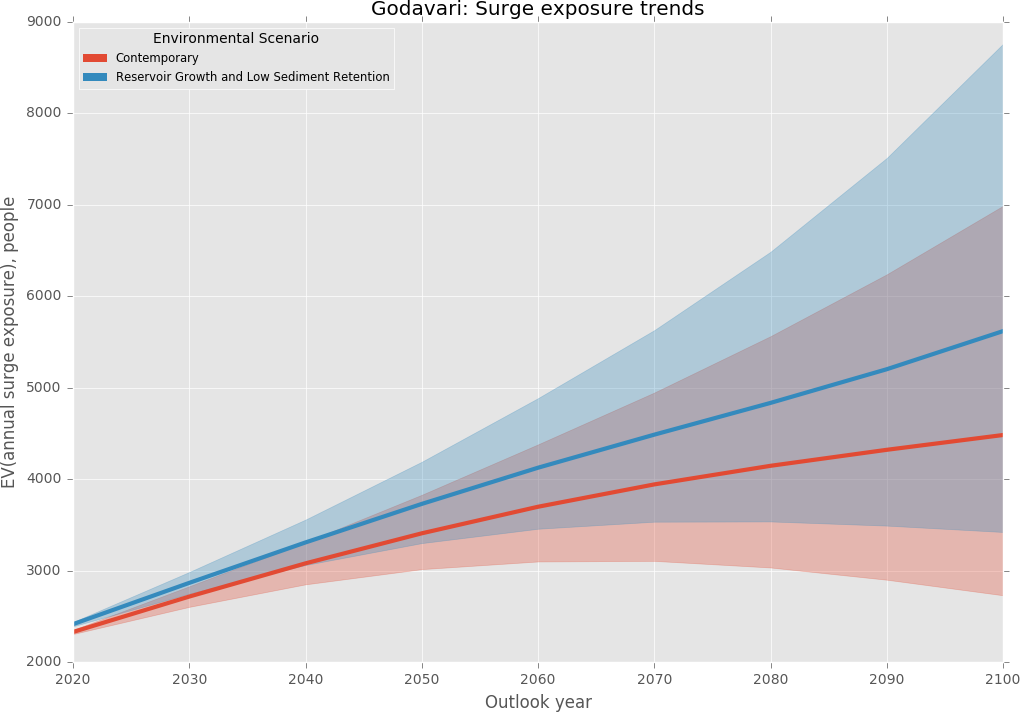 Godavari: Surge exposure trends
Environmental Scenario
Contemporary
Reservoir Growth and Low Sediment Retention
EV(annual surge exposure), people
9000
8000
7000
6000
5000
4000
3000
2000
2020 2030 2040 2050 2060 2070 2080 2090 2100
Outlook year